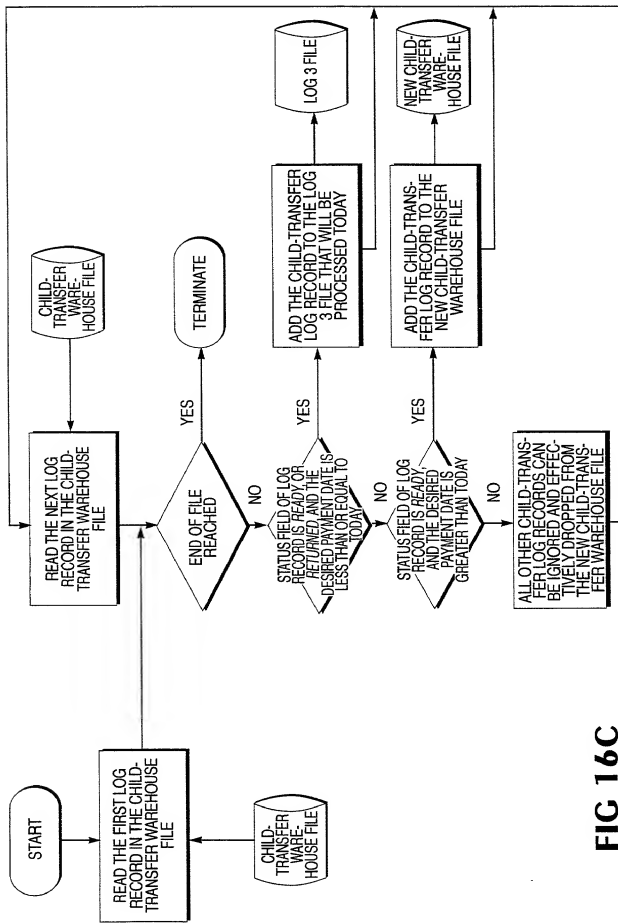 START
READ THE FIRST LOG
RECORD IN THE CHILD-
TRANSFER WAREHOUSE
FILE
CHILD-
TRANSFER
WARE-
HOUSE FILE
READ THE NEXT LOG
RECORD IN THE CHILD-
TRANSFER WAREHOUSE
FILE
CHILD-
TRANSFER
WARE-
HOUSE FILE
END OF FILE
REACHED
YES
TERMINATE
NO
STATUS FIELD OF LOG
RECORD IS READY, OR
RETURNED, AND THE
DESIRED PAYMENT DATE IS
LESS THAN OR EQUAL TO
TODAY
YES
ADD THE CHILD-TRANSFER
LOG RECORD TO THE LOG
3 FILE THAT WILL BE
PROCESSED TODAY
LOG 3 FILE
NO
STATUS FIELD OF LOG
RECORD IS READY,
AND THE DESIRED
PAYMENT DATE IS
GREATER THAN TODAY
YES
ADD THE CHILD-TRANS-
FER LOG RECORD TO THE
NEW CHILD-TRANSFER
WAREHOUSE FILE
NEW CHILD-
TRANSFER
WARE-
HOUSE FILE
NO
ALL OTHER CHILD-TRANS-
FER LOG RECORDS CAN
BE IGNORED AND EFFEC-
TIVELY DROPPED FROM
THE NEW CHILD-TRANS-
FER WAREHOUSE FILE
FIG 16C